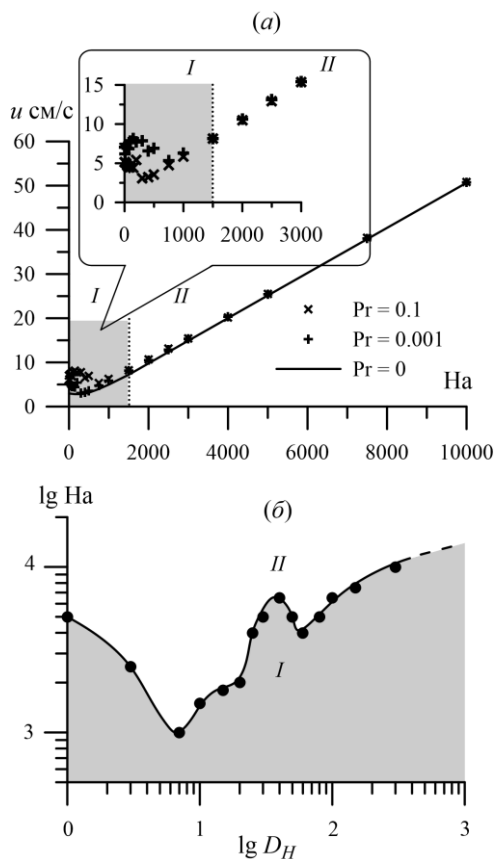 (а)
I
II
15
10
5
0
0
1000
2000
3000
u см/с
60
50
40
30
20
10
0
I
II
× Pr = 0.1
+ Pr = 0.001
Pr = 0
Ha
0 2000 4000 6000 8000 10000
(б)
lg Ha
4
3
II
I
0 1 2 3
lg D_H